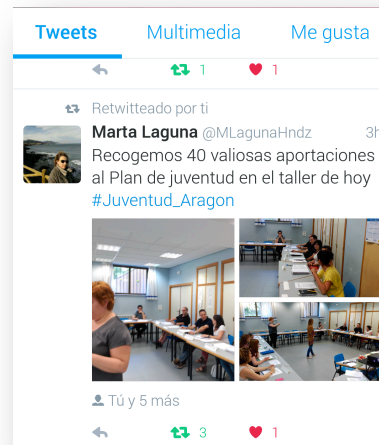 Tweets Multimedia Me gusta
1 1
Retwitteado por ti
Marta Laguna @MLagunaHndz 3h
Recogemos 40 valiosas aportaciones
al Plan de juventud en el taller de hoy
#Juventud_Aragon
Tú y 5 más
3 1